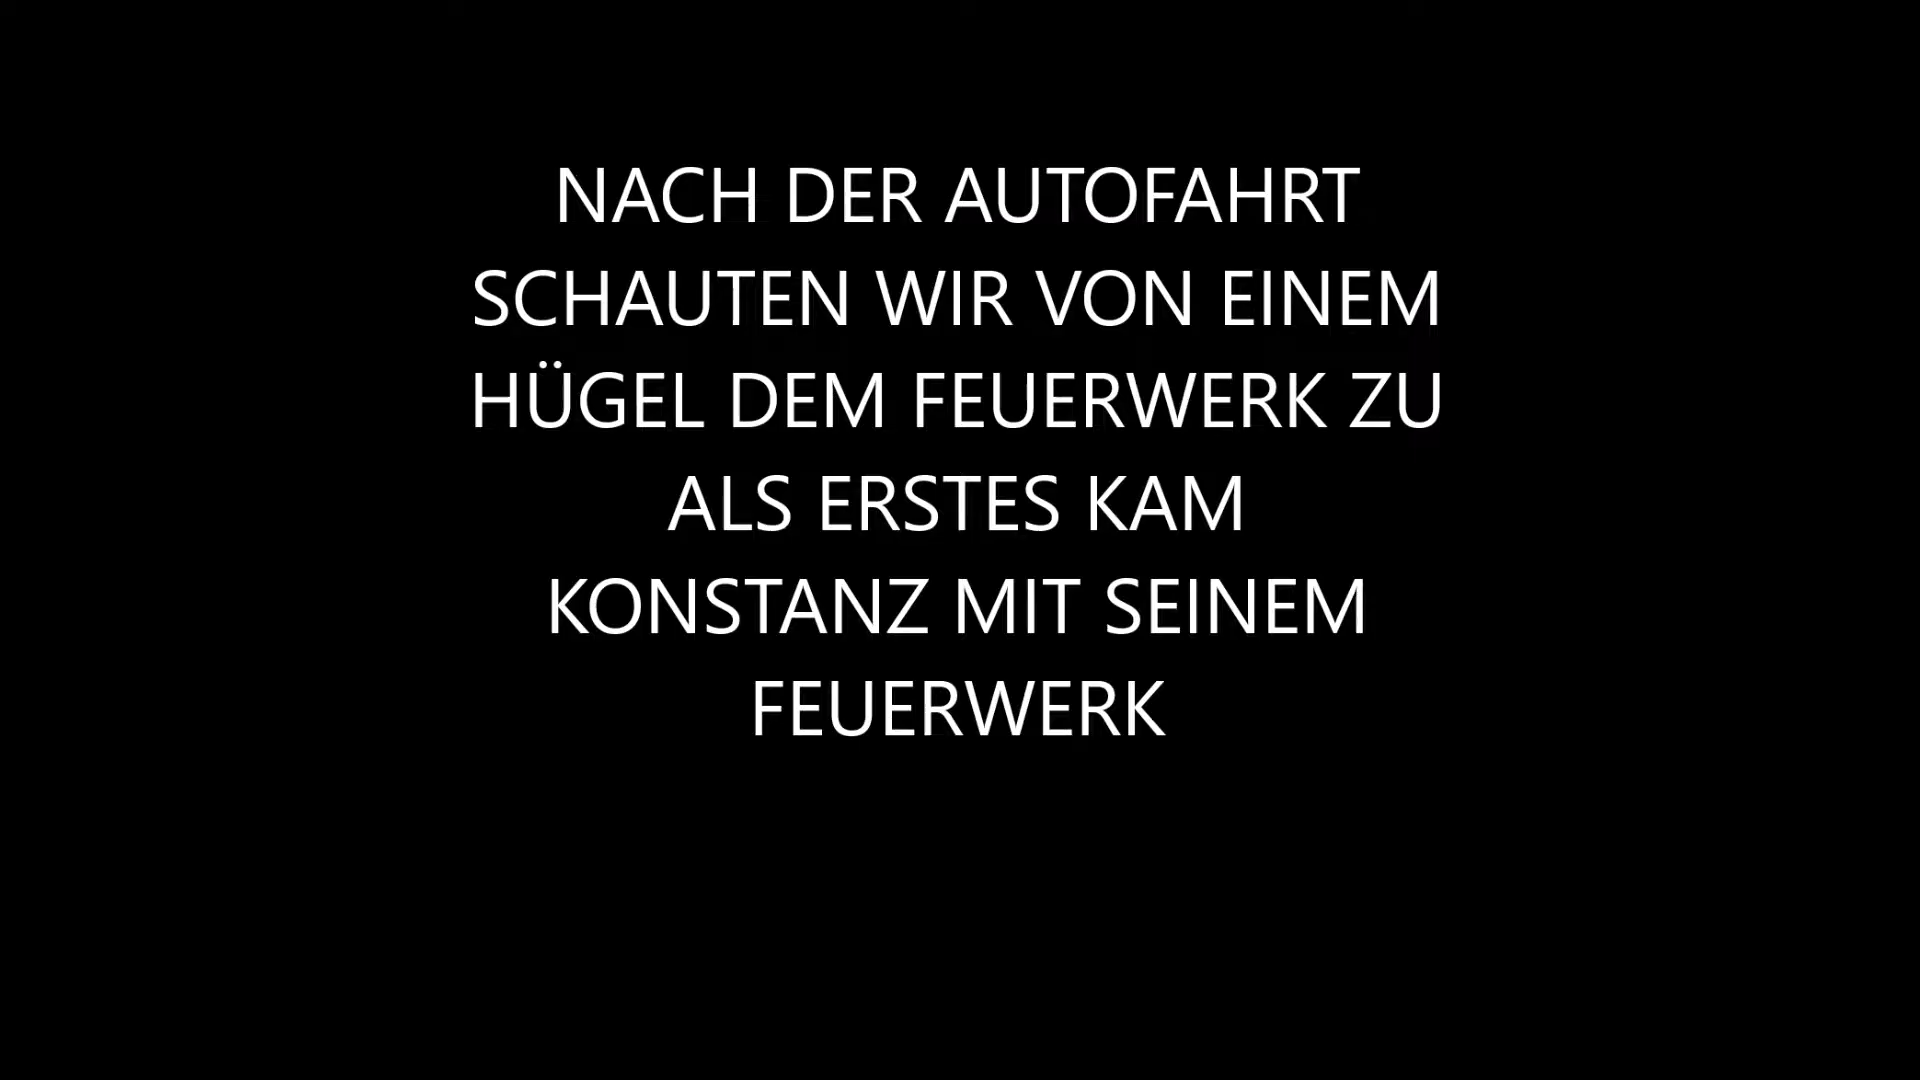 NACH DER AUTOFAHRT
SCHAUTEN WIR VON EINEM
HÜGEL DEM FEUERWERK ZU
ALS ERSTES KAM
KONSTANZ MIT SEINEM
FEUERWERK